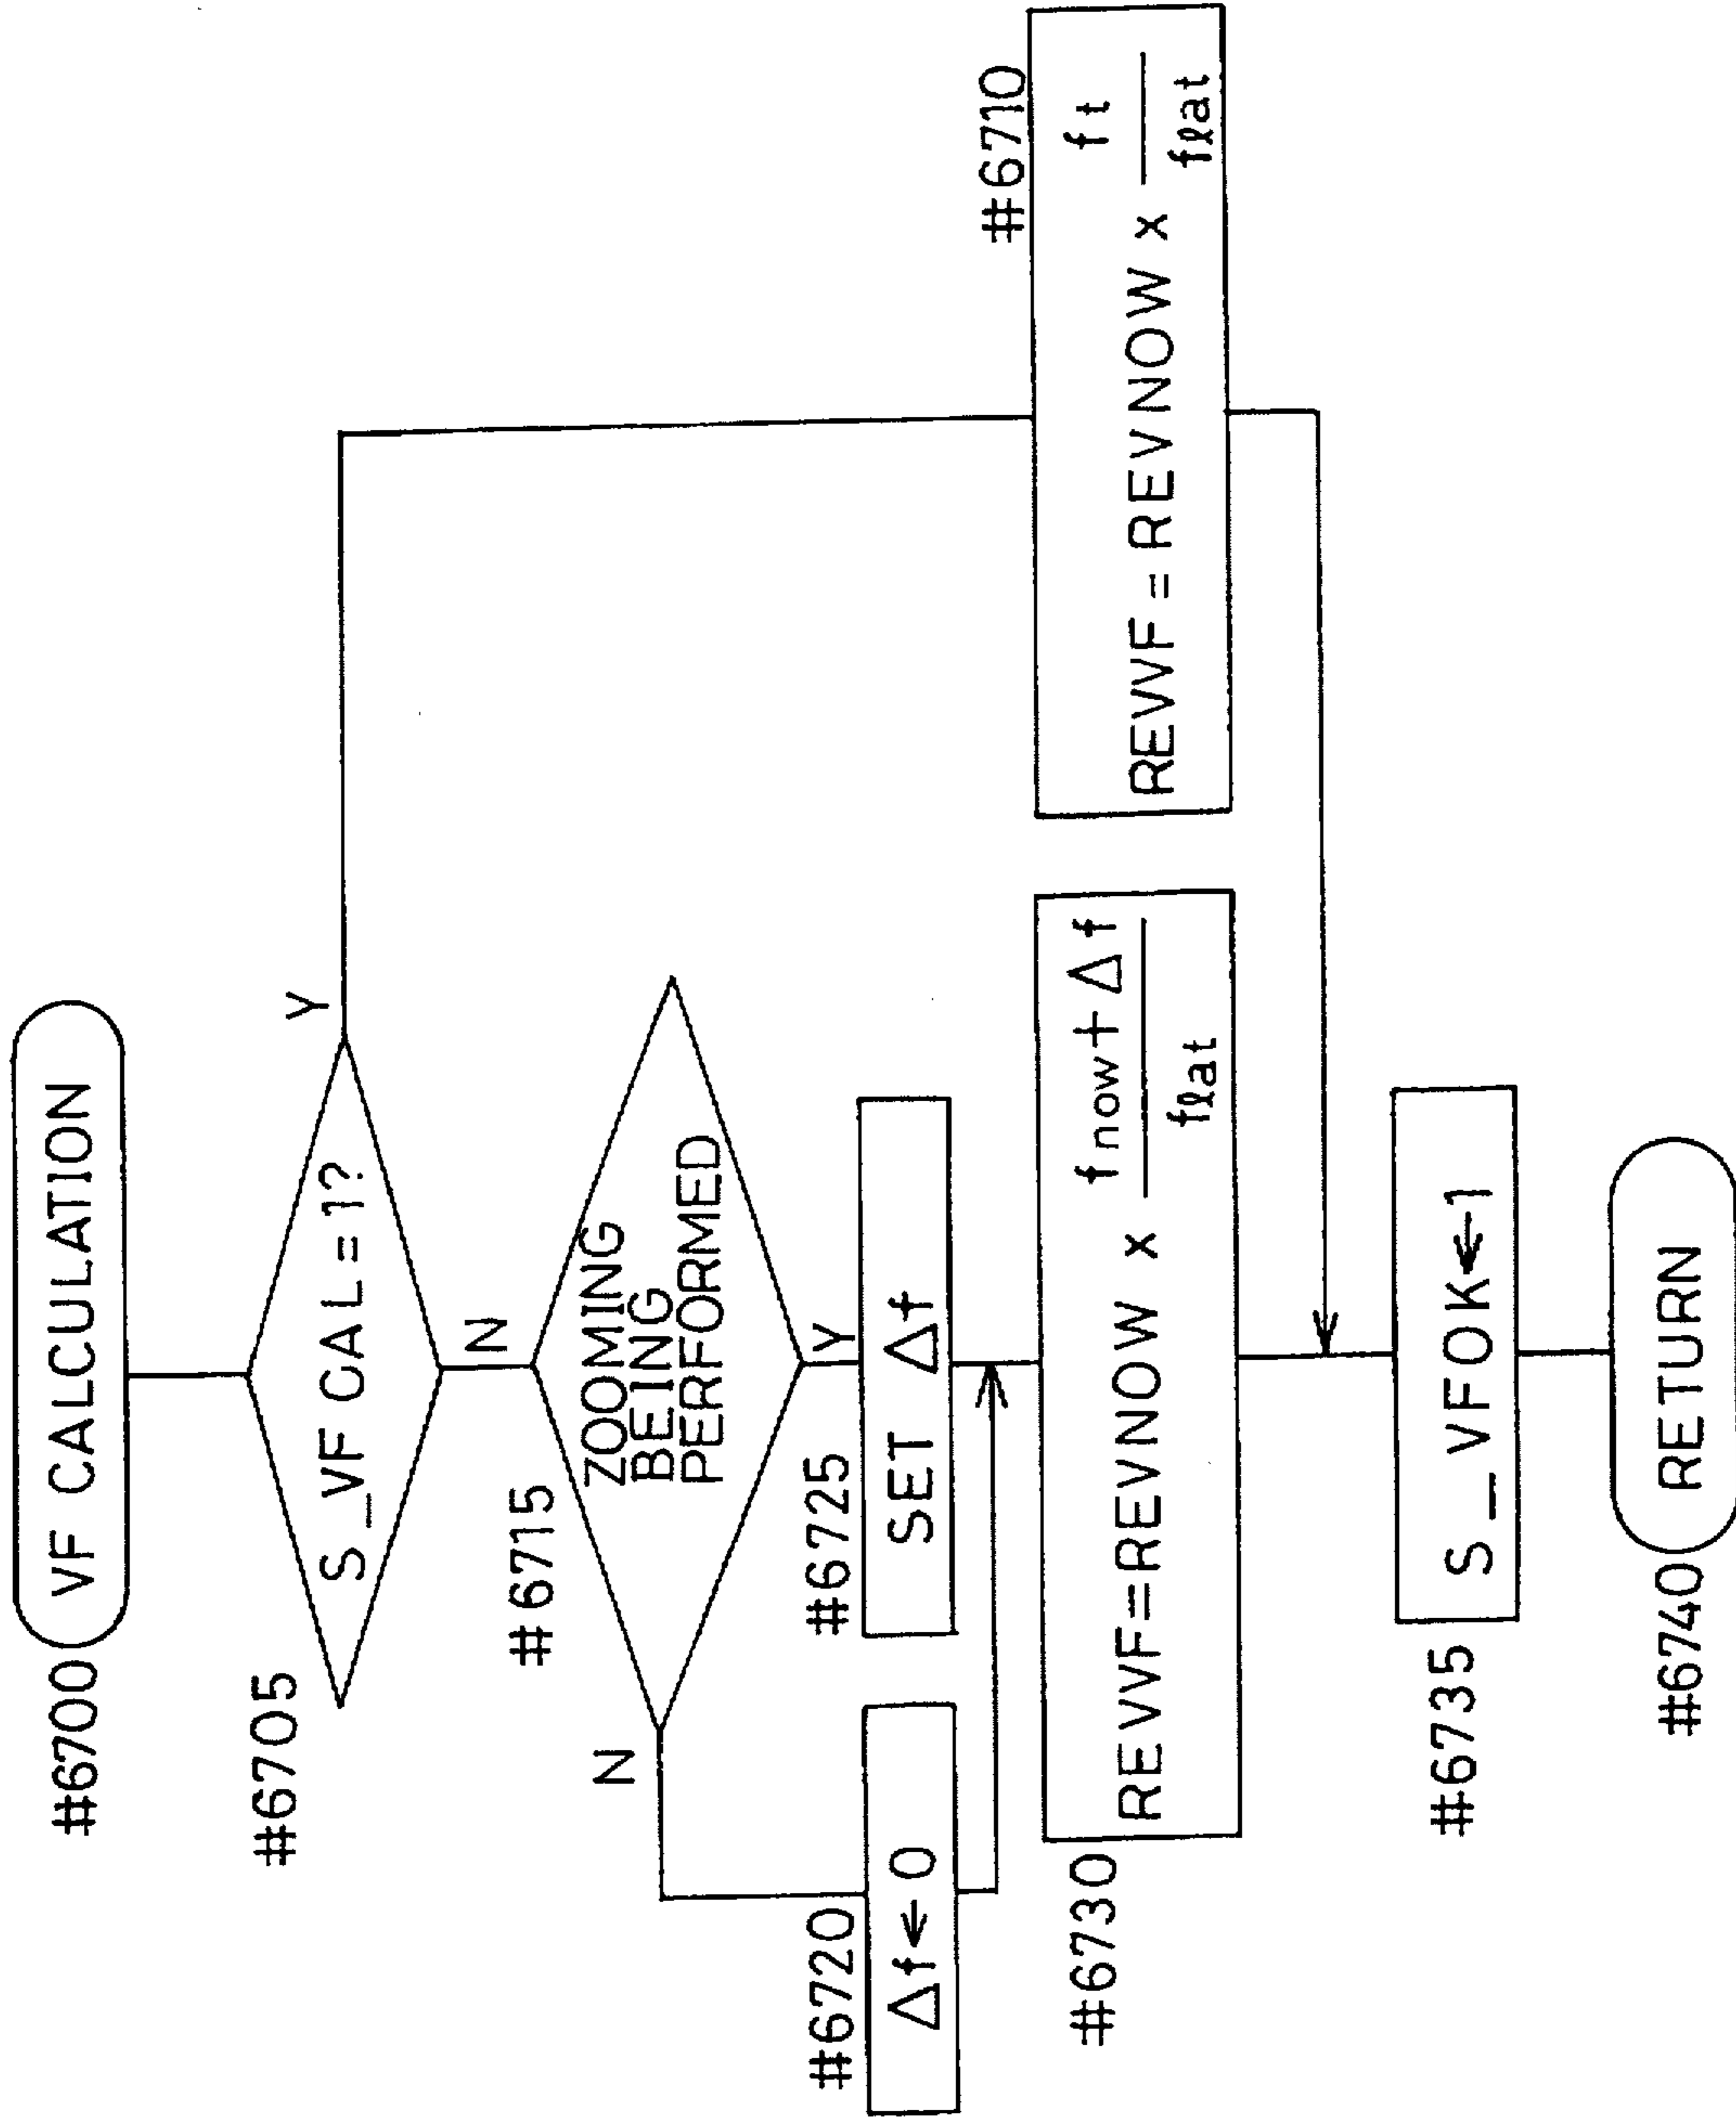 #6700
VF CALCULATION
#6705
S_VF CAL=1?
Y
N
#6715
ZOOMING
BEING
PERFORMED
N
Y
#6720
Δf←0
#6725
SET Δf
#6730
REVVF=REVNOW x fnow+Δf
fℓat
#6710
REVVF=REVNOW x ft
fℓat
#6735
S_VFOK←1
#6740
RETURN